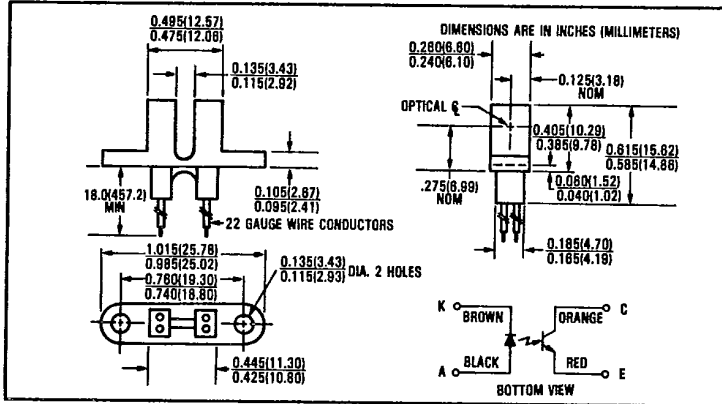 0.495(12.57)
0.475(12.06)
0.135(3.43)
0.115(2.92)
18.0(457.2)
MIN
0.105(2.67)
0.095(2.41)
22 GAUGE WIRE CONDUCTORS
1.015(25.78)
0.985(25.02)
0.760(19.30)
0.740(18.80)
0.135(3.43)
0.115(2.93) DIA. 2 HOLES
0.445(11.30)
0.425(10.80)
DIMENSIONS ARE IN INCHES (MILLIMETERS)
0.260(6.60)
0.240(6.10)
0.125(3.18)
NOM
OPTICAL ℄
0.405(10.29)
0.385(9.78)
0.615(15.62)
0.585(14.86)
.275(6.99)
NOM
0.060(1.52)
0.040(1.02)
0.185(4.70)
0.165(4.19)
K BROWN ORANGE C
A BLACK RED E
BOTTOM VIEW